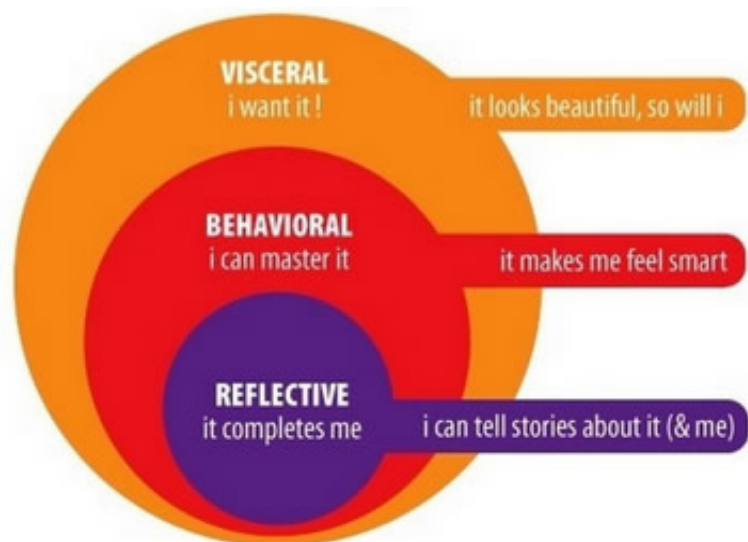 VISCERAL
i want it !
it looks beautiful, so will i
BEHAVIORAL
i can master it
it makes me feel smart
REFLECTIVE
it completes me
i can tell stories about it (& me)